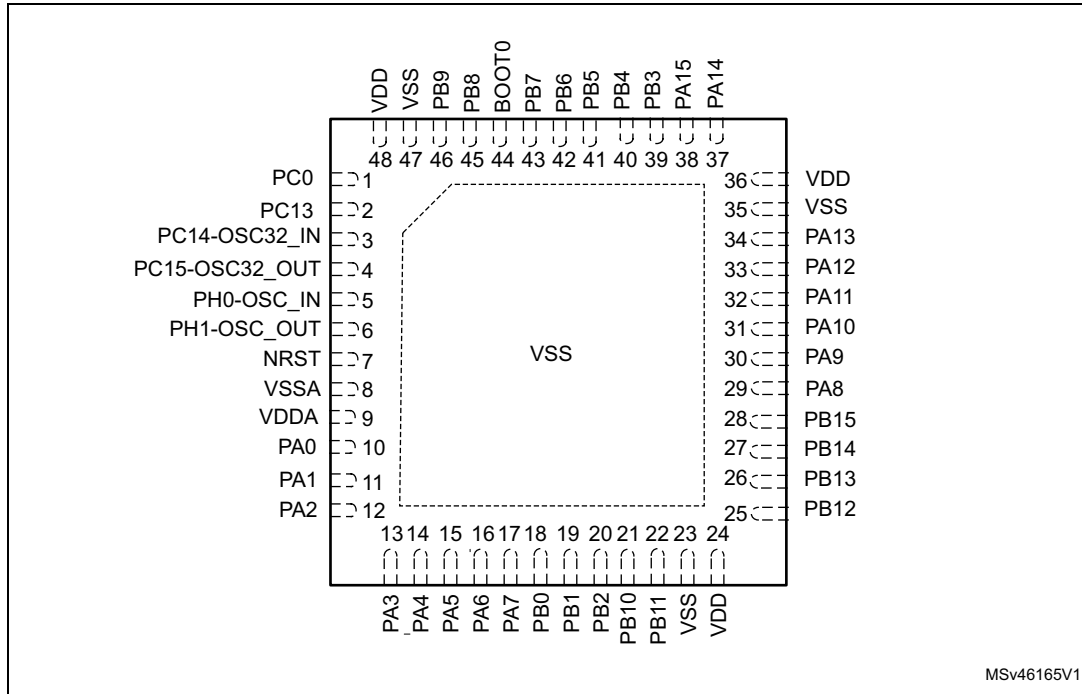 VDD
VSS
PB9
PB8
BOOT0
PB7
PB6
PB5
PB4
PB3
PA15
PA14
48 47 46 45 44 43 42 41 40 39 38 37
PC0 1
PC13 2
PC14-OSC32_IN 3
PC15-OSC32_OUT 4
PH0-OSC_IN 5
PH1-OSC_OUT 6
NRST 7
VSSA 8
VDDA 9
PA0 10
PA1 11
PA2 12
VSS
36 VDD
35 VSS
34 PA13
33 PA12
32 PA11
31 PA10
30 PA9
29 PA8
28 PB15
27 PB14
26 PB13
25 PB12
13 14 15 16 17 18 19 20 21 22 23 24
PA3
PA4
PA5
PA6
PA7
PB0
PB1
PB2
PB10
PB11
VSS
VDD
MSv46165V1